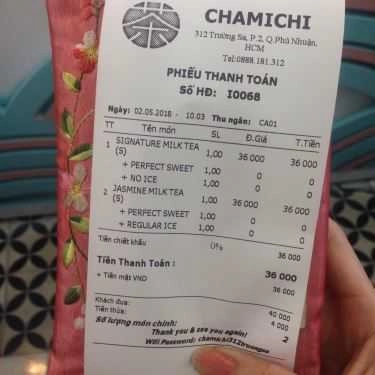 CHAMICHI
312 Trường Sa, P 2, Q.Phú Nhuận,
HCM
Tel:0888.181.312
PHIẾU THANH TOÁN
Số HĐ: I0068
Ngày: 02.05.2018 - 10.03 Thu ngân: CA01
TT Tên món SL Đ.Giá T.Tiền
1 SIGNATURE MILK TEA 1,00 36 000 36 000
(S)
+ PERFECT SWEET 1,00 0 0
+ NO ICE 1,00 0 0
2 JASMINE MILK TEA 1,00 36 000 36 000
(S)
+ PERFECT SWEET 1,00 0 0
+ REGULAR ICE 1,00 0 0
Tiền chiết khấu 0% 36 000
Tiền Thanh Toán : 36 000
+ Tiền mặt VND 36 000
Khách đưa: 40 000
Tiền thừa: 4 000
Số lượng món chính: 2
Thank you & see you again!
Wifi Password: chamichi312truongsa